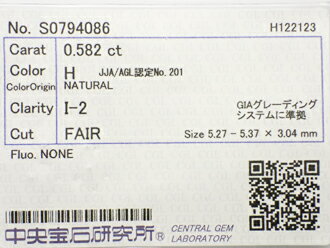 No. S0794086 H122123
Carat 0.582 ct
Color H JJA/AGL認定No.201
ColorOrigin NATURAL
Clarity I-2 GIAグレーディング
システムに準拠
Cut FAIR Size 5.27 - 5.37 × 3.04 mm
Fluo. NONE
中央宝石研究所® CENTRAL GEM
LABORATORY